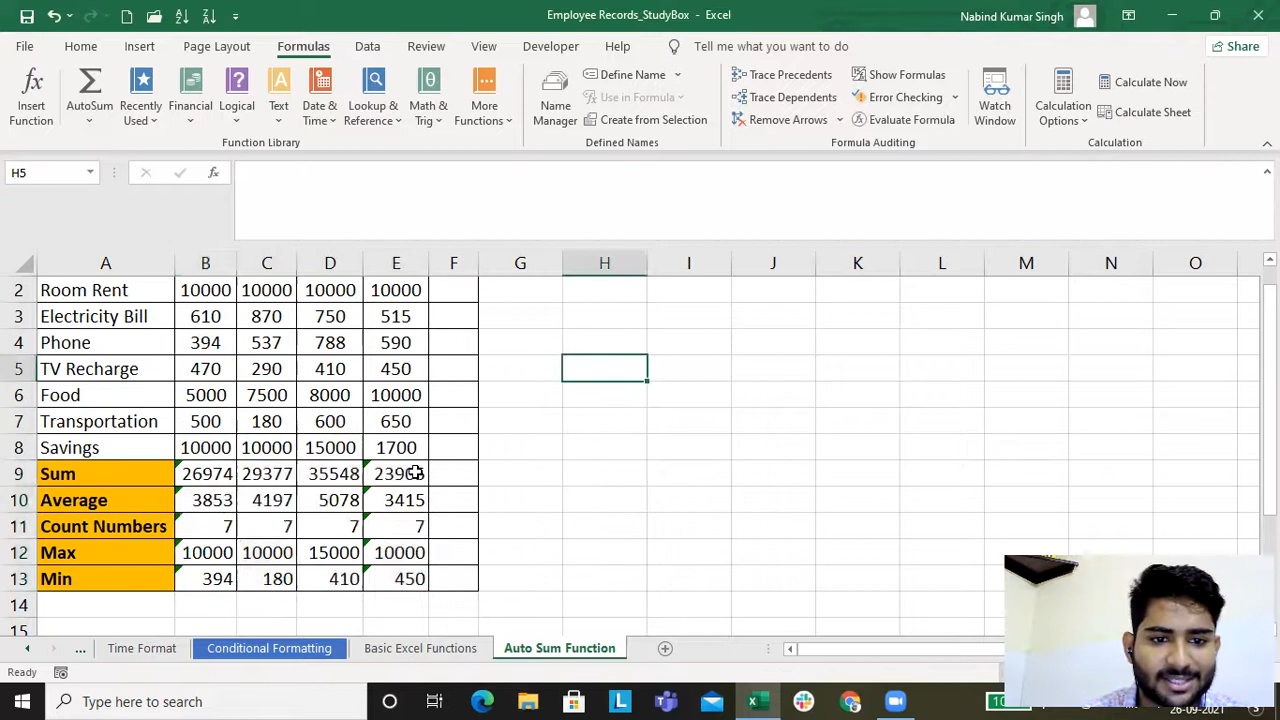 Employee Records_StudyBox - Excel
Nabind Kumar Singh
File Home Insert Page Layout Formulas Data Review View Developer Help Tell me what you want to do Share
Insert Function
AutoSum
Recently Used
Financial
Logical
Text
Date & Time
Lookup & Reference
Math & Trig
More Functions
Function Library
Name Manager
Define Name
Use in Formula
Create from Selection
Defined Names
Trace Precedents
Trace Dependents
Remove Arrows
Show Formulas
Error Checking
Evaluate Formula
Formula Auditing
Watch Window
Calculation Options
Calculate Now
Calculate Sheet
Calculation
H5 fx
A B C D E F G H I J K L M N O
2 Room Rent 10000 10000 10000 10000
3 Electricity Bill 610 870 750 515
4 Phone 394 537 788 590
5 TV Recharge 470 290 410 450
6 Food 5000 7500 8000 10000
7 Transportation 500 180 600 650
8 Savings 10000 10000 15000 1700
9 Sum 26974 29377 35548
10 Average 3853 4197 5078 3415
11 Count Numbers 7 7 7 7
12 Max 10000 10000 15000 10000
13 Min 394 180 410 450
14
15
... Time Format Conditional Formatting Basic Excel Functions Auto Sum Function
Ready
Type here to search
26-09-2021